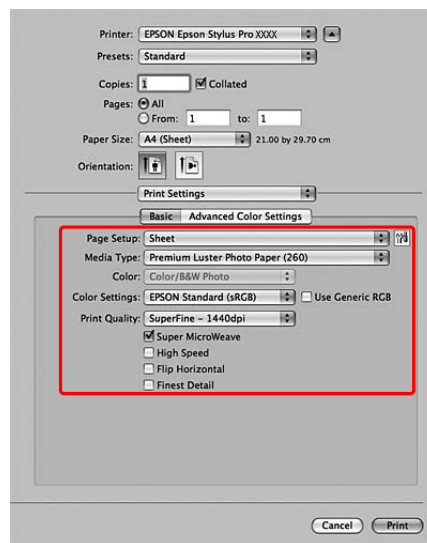 Printer: EPSON Epson Stylus Pro XXXX
Presets: Standard
Copies: 1 Collated
Pages: All
From: 1 to: 1
Paper Size: A4 (Sheet) 21.00 by 29.70 cm
Orientation:
Print Settings
Basic Advanced Color Settings
Page Setup: Sheet
Media Type: Premium Luster Photo Paper (260)
Color: Color/B&W Photo
Color Settings: EPSON Standard (sRGB) Use Generic RGB
Print Quality: SuperFine – 1440dpi
Super MicroWeave
High Speed
Flip Horizontal
Finest Detail
Cancel Print